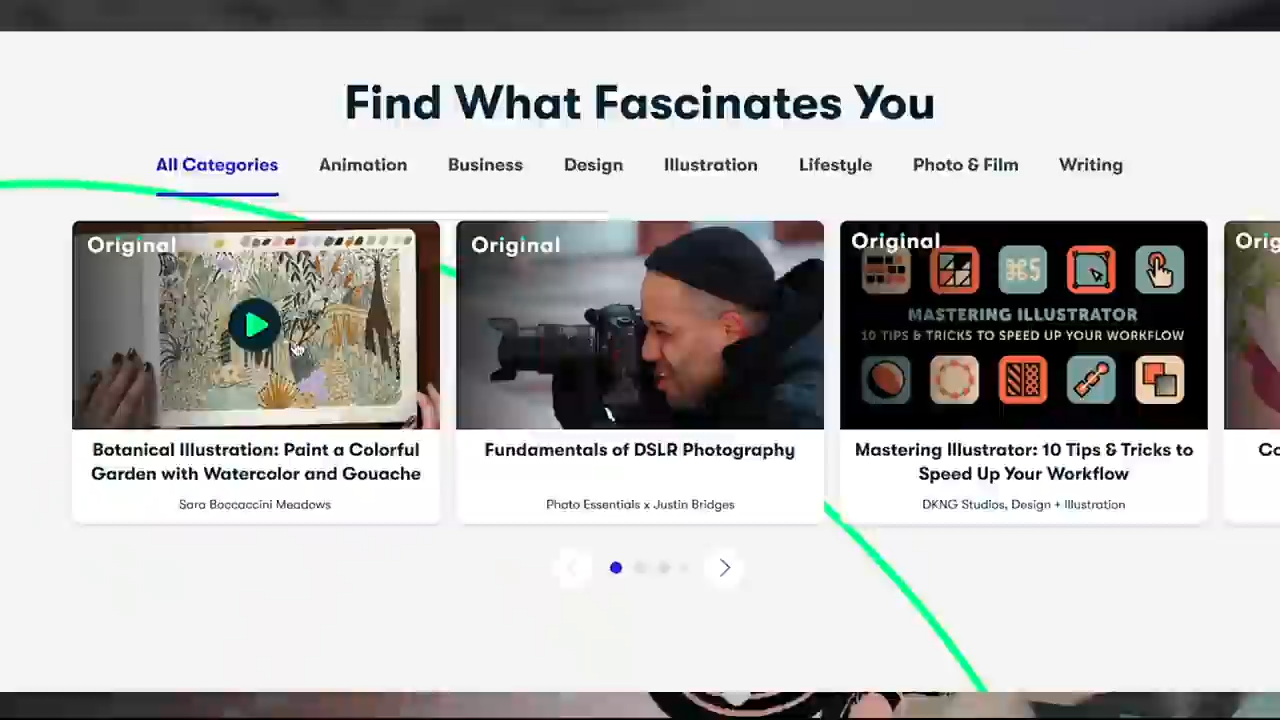 Find What Fascinates You
All Categories Animation Business Design Illustration Lifestyle Photo & Film Writing
Original
Botanical Illustration: Paint a Colorful
Garden with Watercolor and Gouache
Sara Boccaccini Meadows
Original
Fundamentals of DSLR Photography
Photo Essentials x Justin Bridges
Original
⌘5
MASTERING ILLUSTRATOR
10 TIPS & TRICKS TO SPEED UP YOUR WORKFLOW
Mastering Illustrator: 10 Tips & Tricks to
Speed Up Your Workflow
DKNG Studios, Design + Illustration
Orig
Co